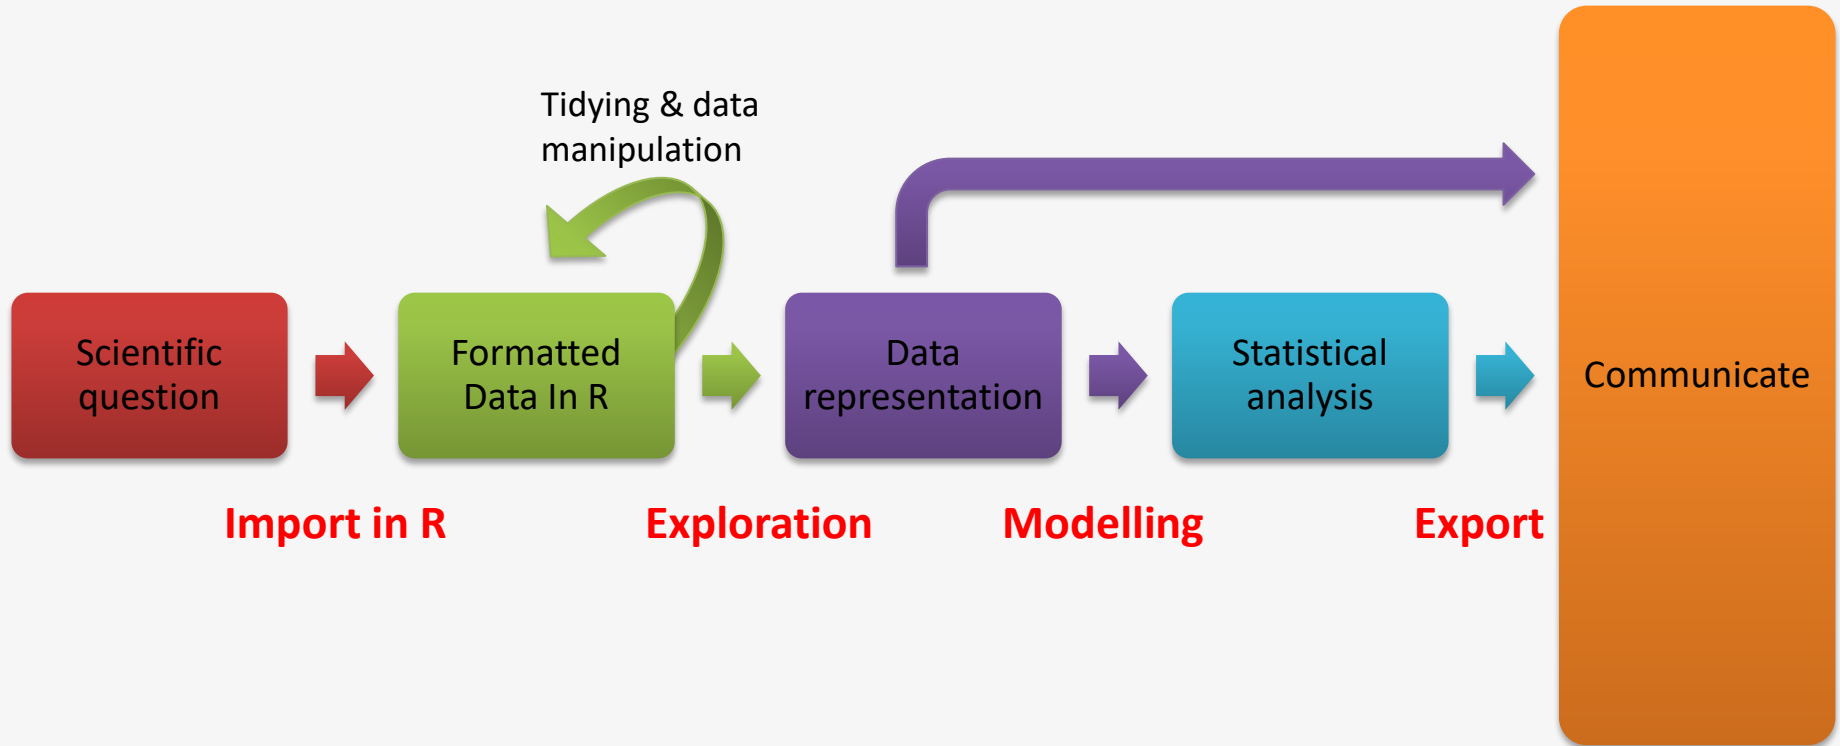 Tidying & data
manipulation
Scientific
question
Formatted
Data In R
Data
representation
Statistical
analysis
Communicate
Import in R
Exploration
Modelling
Export